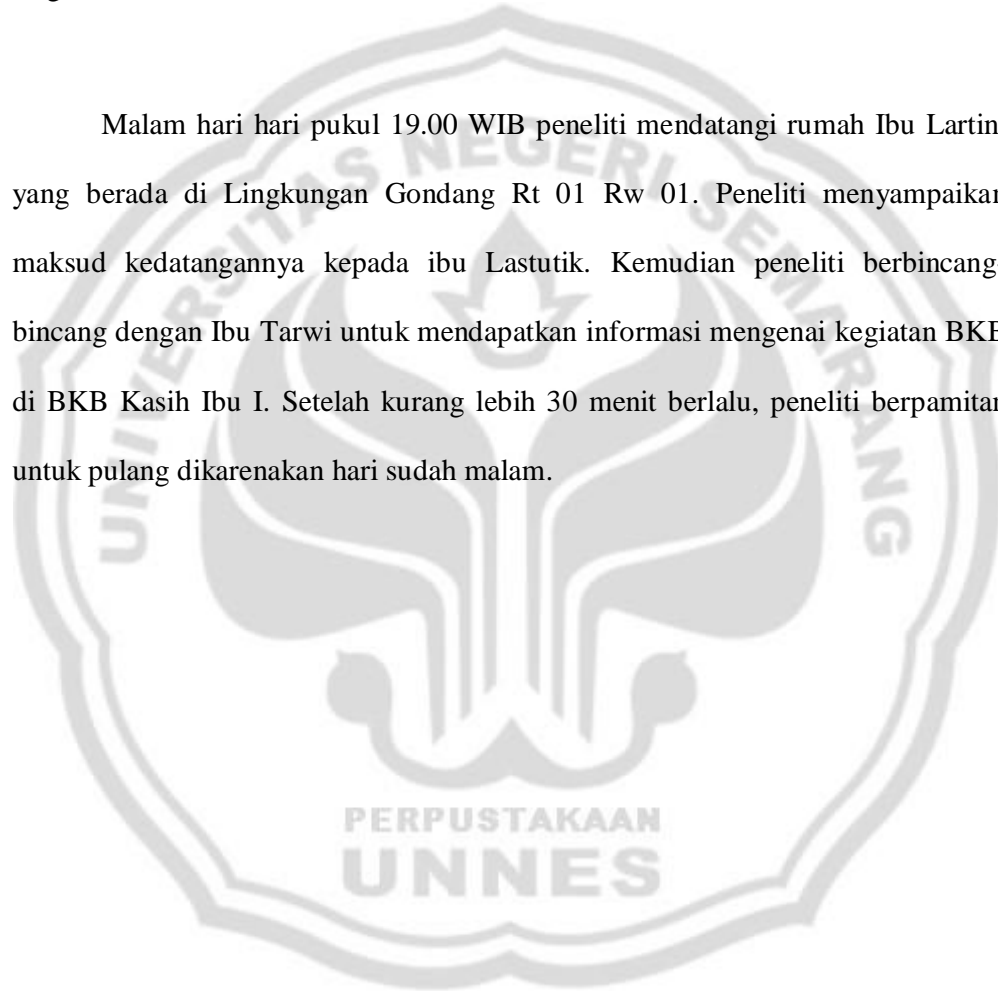 Malam hari hari pukul 19.00 WIB peneliti mendatangi rumah Ibu Lartin
yang berada di Lingkungan Gondang Rt 01 Rw 01. Peneliti menyampaikan
maksud kedatangannya kepada ibu Lastutik. Kemudian peneliti berbincang-
bincang dengan Ibu Tarwi untuk mendapatkan informasi mengenai kegiatan BKB
di BKB Kasih Ibu I. Setelah kurang lebih 30 menit berlalu, peneliti berpamitan
untuk pulang dikarenakan hari sudah malam.
UNIVERSITAS NEGERI SEMARANG
PERPUSTAKAAN
UNNES